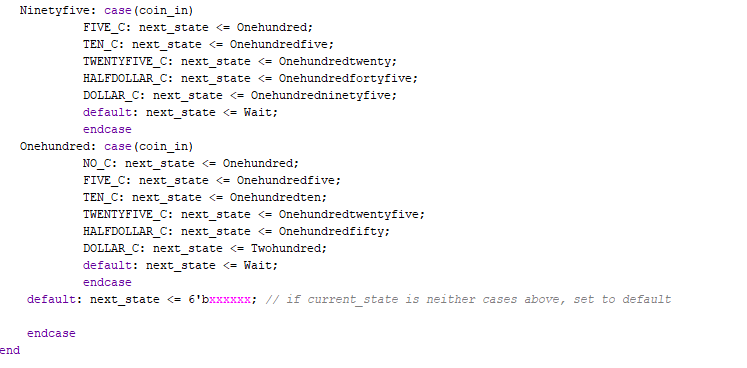 Ninetyfive: case(coin_in)
FIVE_C: next_state <= Onehundred;
TEN_C: next_state <= Onehundredfive;
TWENTYFIVE_C: next_state <= Onehundredtwenty;
HALFDOLLAR_C: next_state <= Onehundredfortyfive;
DOLLAR_C: next_state <= Onehundredninetyfive;
default: next_state <= Wait;
endcase
Onehundred: case(coin_in)
NO_C: next_state <= Onehundred;
FIVE_C: next_state <= Onehundredfive;
TEN_C: next_state <= Onehundredten;
TWENTYFIVE_C: next_state <= Onehundredtwentyfive;
HALFDOLLAR_C: next_state <= Onehundredfifty;
DOLLAR_C: next_state <= Twohundred;
default: next_state <= Wait;
endcase
default: next_state <= 6'bxxxxxx; // if current_state is neither cases above, set to default
endcase
end